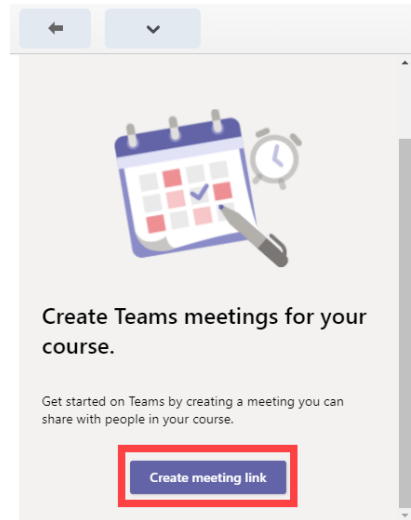 Create Teams meetings for your
course.
Get started on Teams by creating a meeting you can
share with people in your course.
Create meeting link